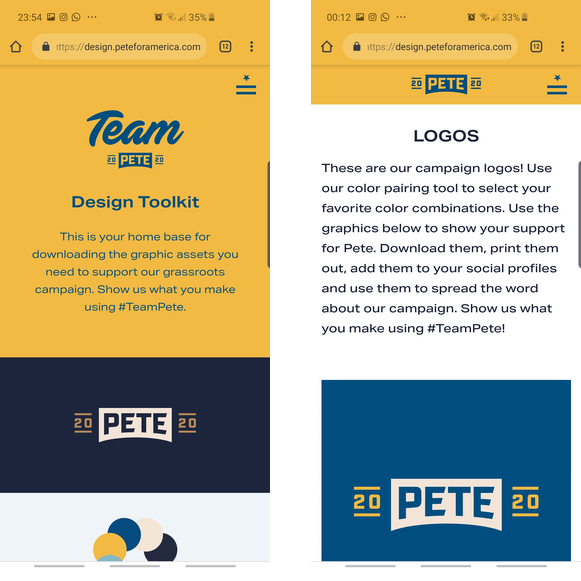 23:54
35%
ttps://design.peteforamerica.com
12
Team
20 PETE 20
Design Toolkit
This is your home base for
downloading the graphic assets you
need to support our grassroots
campaign. Show us what you make
using #TeamPete.
20 PETE 20
00:12
33%
ttps://design.peteforamerica.com
12
20 PETE 20
LOGOS
These are our campaign logos! Use
our color pairing tool to select your
favorite color combinations. Use the
graphics below to show your support
for Pete. Download them, print them
out, add them to your social profiles
and use them to spread the word
about our campaign. Show us what
you make using #TeamPete!
20 PETE 20